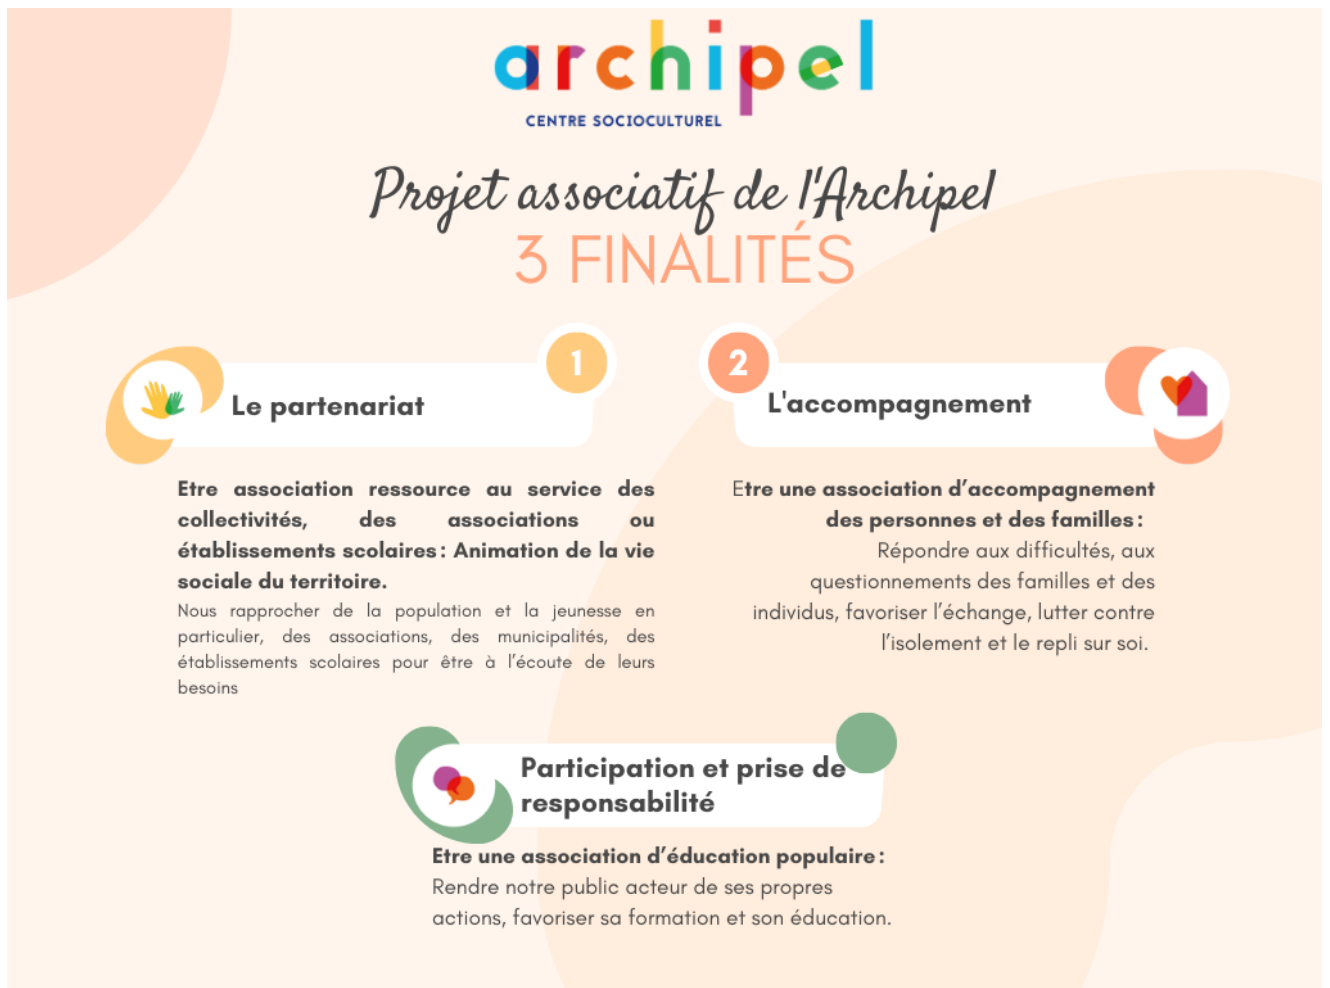 archipel
CENTRE SOCIOCULTUREL
Projet associatif de l'Archipel
3 FINALITÉS
1
Le partenariat
Etre association ressource au service des
collectivités, des associations ou
établissements scolaires : Animation de la vie
sociale du territoire.
Nous rapprocher de la population et la jeunesse en
particulier, des associations, des municipalités, des
établissements scolaires pour être à l'écoute de leurs
besoins
2
L'accompagnement
Etre une association d'accompagnement
des personnes et des familles :
Répondre aux difficultés, aux
questionnements des familles et des
individus, favoriser l'échange, lutter contre
l'isolement et le repli sur soi.
Participation et prise de
responsabilité
Etre une association d'éducation populaire :
Rendre notre public acteur de ses propres
actions, favoriser sa formation et son éducation.